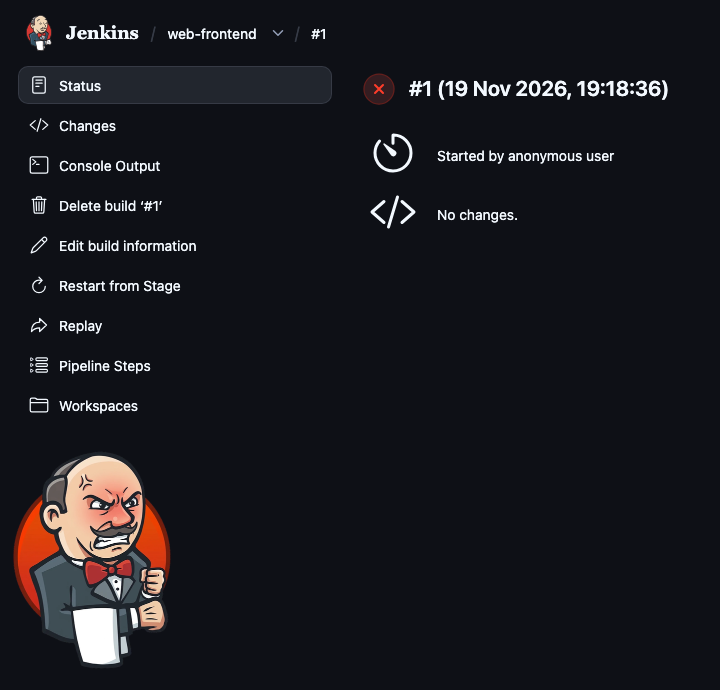 Jenkins / web-frontend / #1
Status
Changes
Console Output
Delete build ‘#1’
Edit build information
Restart from Stage
Replay
Pipeline Steps
Workspaces
#1 (19 Nov 2026, 19:18:36)
Started by anonymous user
No changes.